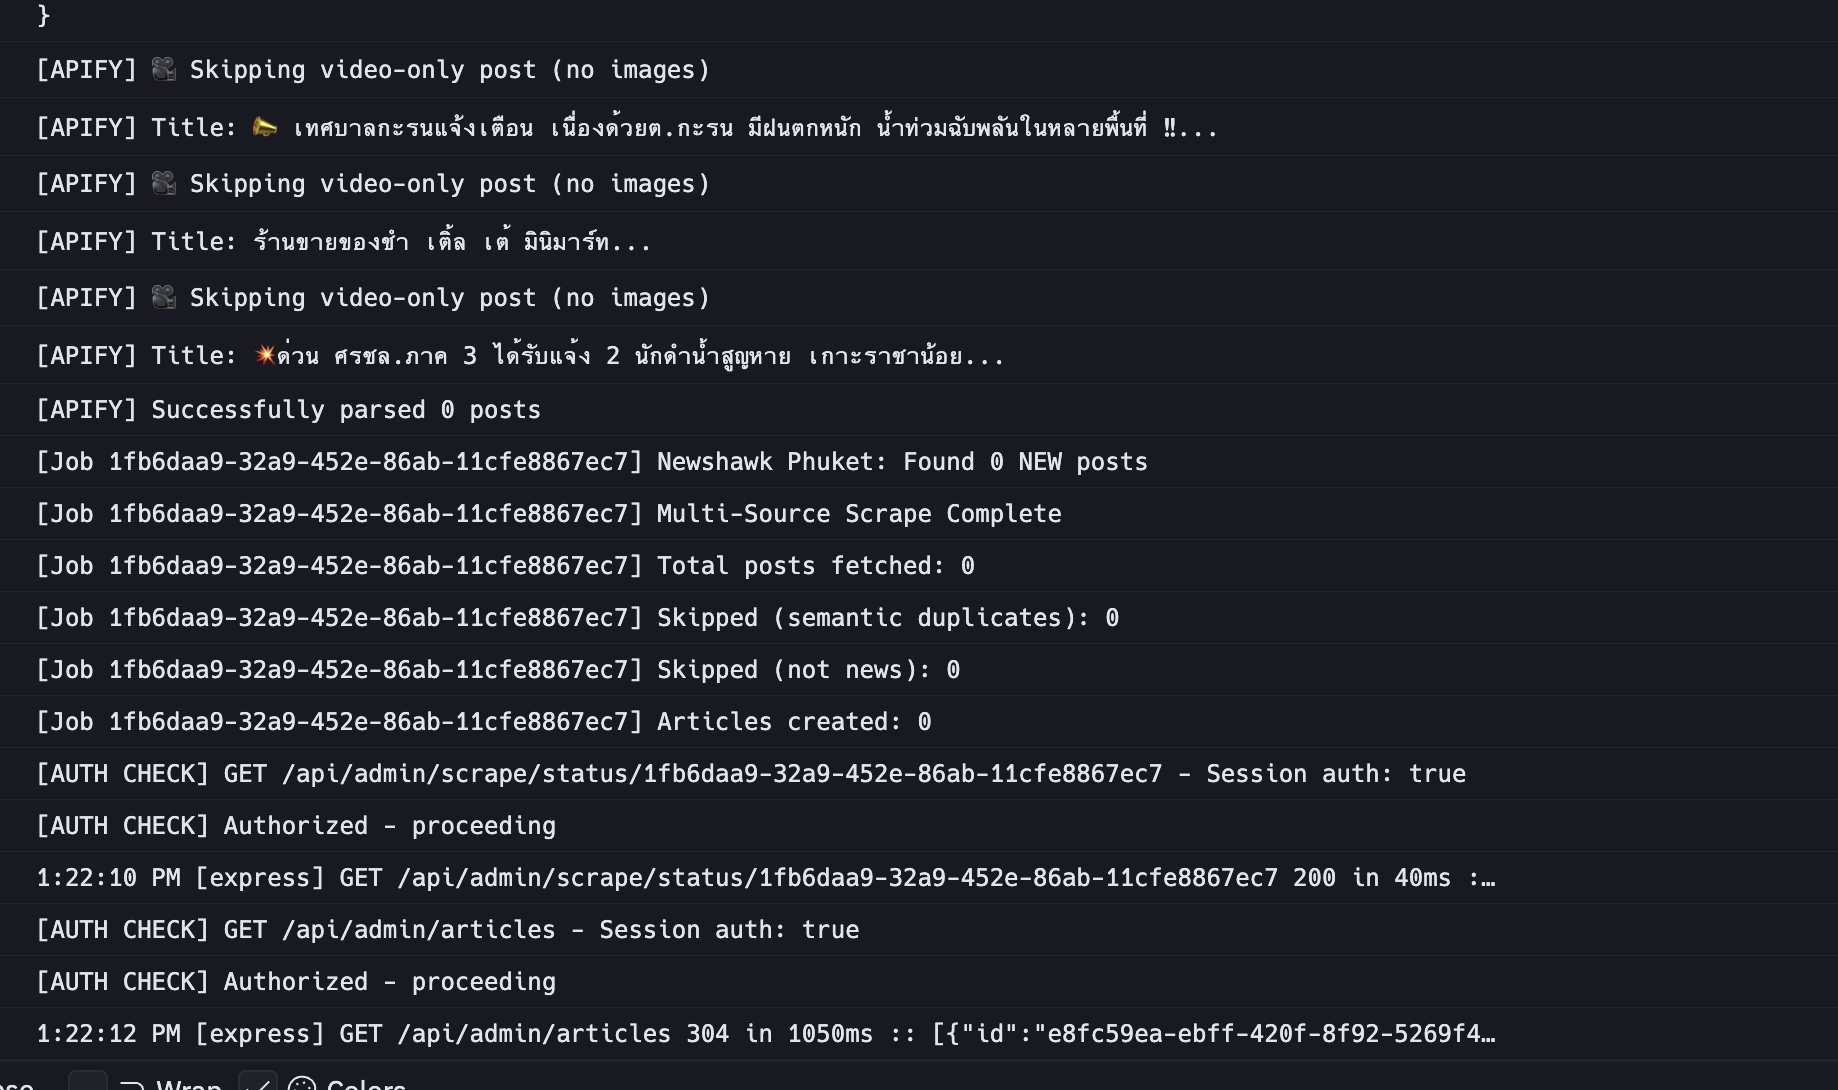 }
[APIFY] 🎥 Skipping video-only post (no images)
[APIFY] Title: 📣 เทศบาลกะรนแจ้งเตือน เนื่องด้วยต.กะรน มีฝนตกหนัก น้ำท่วมฉับพลันในหลายพื้นที่ ‼️...
[APIFY] 🎥 Skipping video-only post (no images)
[APIFY] Title: ร้านขายของชำ เติ้ล เต้ มินิมาร์ท...
[APIFY] 🎥 Skipping video-only post (no images)
[APIFY] Title: 💥ด่วน ศรชล.ภาค 3 ได้รับแจ้ง 2 นักดำน้ำสูญหาย เกาะราชาน้อย...
[APIFY] Successfully parsed 0 posts
[Job 1fb6daa9-32a9-452e-86ab-11cfe8867ec7] Newshawk Phuket: Found 0 NEW posts
[Job 1fb6daa9-32a9-452e-86ab-11cfe8867ec7] Multi-Source Scrape Complete
[Job 1fb6daa9-32a9-452e-86ab-11cfe8867ec7] Total posts fetched: 0
[Job 1fb6daa9-32a9-452e-86ab-11cfe8867ec7] Skipped (semantic duplicates): 0
[Job 1fb6daa9-32a9-452e-86ab-11cfe8867ec7] Skipped (not news): 0
[Job 1fb6daa9-32a9-452e-86ab-11cfe8867ec7] Articles created: 0
[AUTH CHECK] GET /api/admin/scrape/status/1fb6daa9-32a9-452e-86ab-11cfe8867ec7 - Session auth: true
[AUTH CHECK] Authorized - proceeding
1:22:10 PM [express] GET /api/admin/scrape/status/1fb6daa9-32a9-452e-86ab-11cfe8867ec7 200 in 40ms :…
[AUTH CHECK] GET /api/admin/articles - Session auth: true
[AUTH CHECK] Authorized - proceeding
1:22:12 PM [express] GET /api/admin/articles 304 in 1050ms :: [{"id":"e8fc59ea-ebff-420f-8f92-5269f4…
Wrap Colors